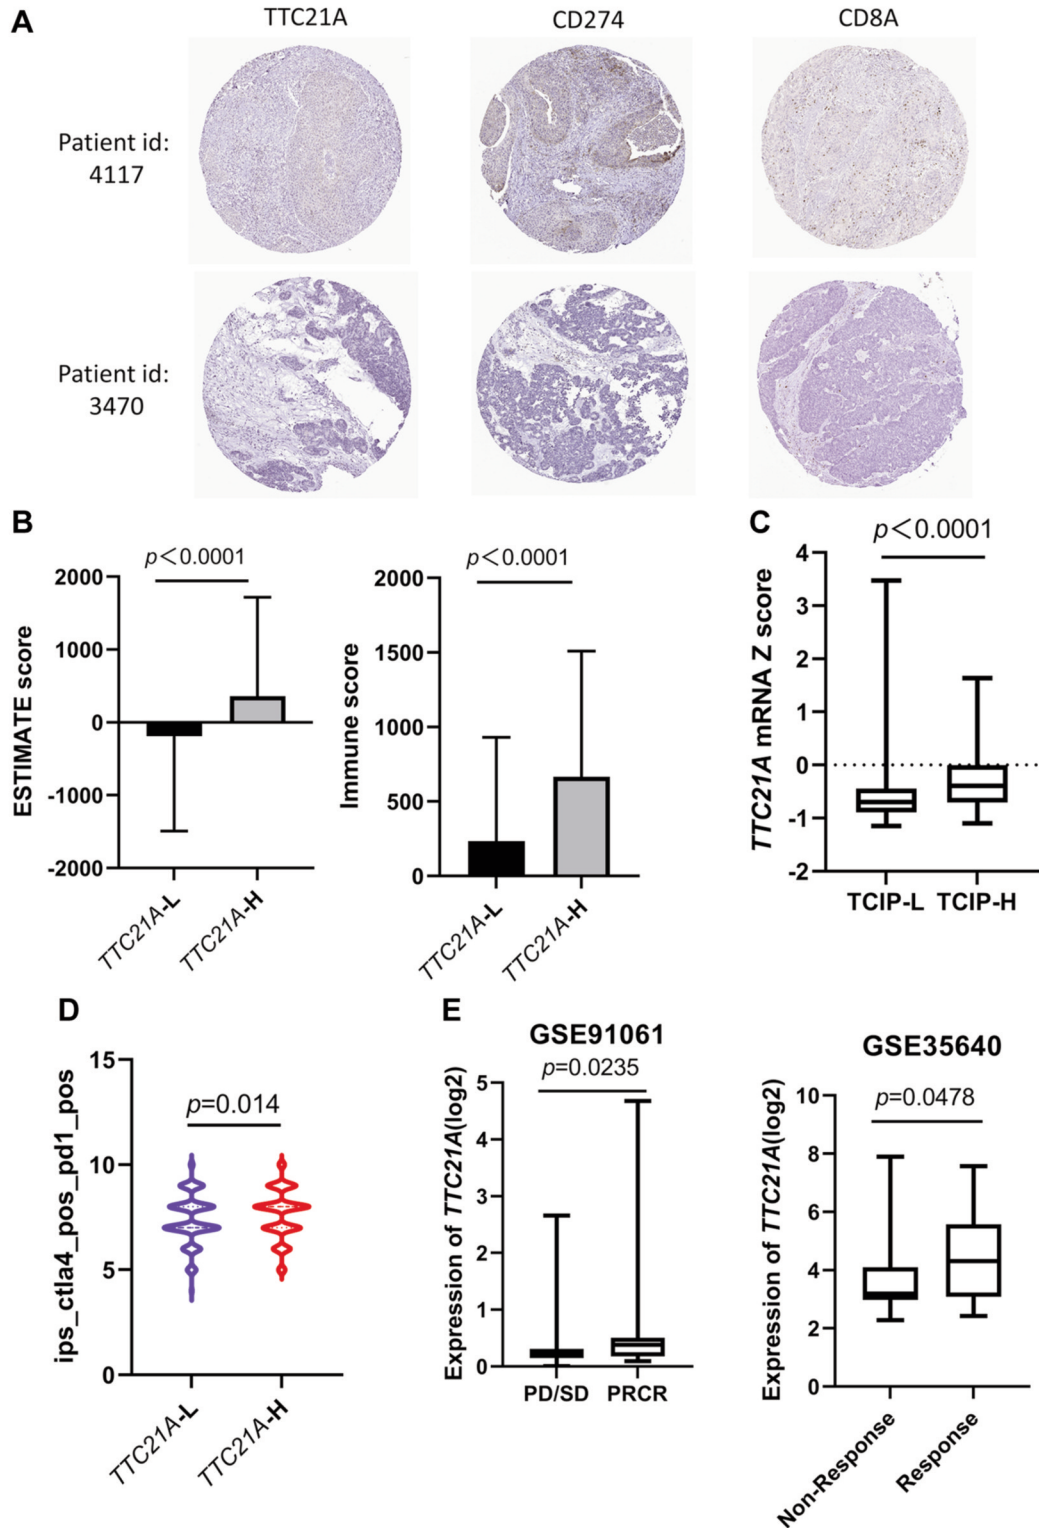 A
TTC21A
CD274
CD8A
Patient id:
4117
Patient id:
3470
B
p<0.0001
ESTIMATE score
2000
1000
0
-1000
-2000
TTC21A-L
TTC21A-H
p<0.0001
Immune score
2000
1500
1000
500
0
TTC21A-L
TTC21A-H
C
p<0.0001
TTC21A mRNA Z score
4
3
2
1
0
-1
-2
TCIP-L
TCIP-H
D
ips_ctla4_pos_pd1_pos
15
10
5
0
p=0.014
TTC21A-L
TTC21A-H
E
GSE91061
p=0.0235
Expression of TTC21A(log2)
5
4
3
2
1
0
PD/SD
PRCR
GSE35640
p=0.0478
Expression of TTC21A(log2)
10
8
6
4
2
0
Non-Response
Response